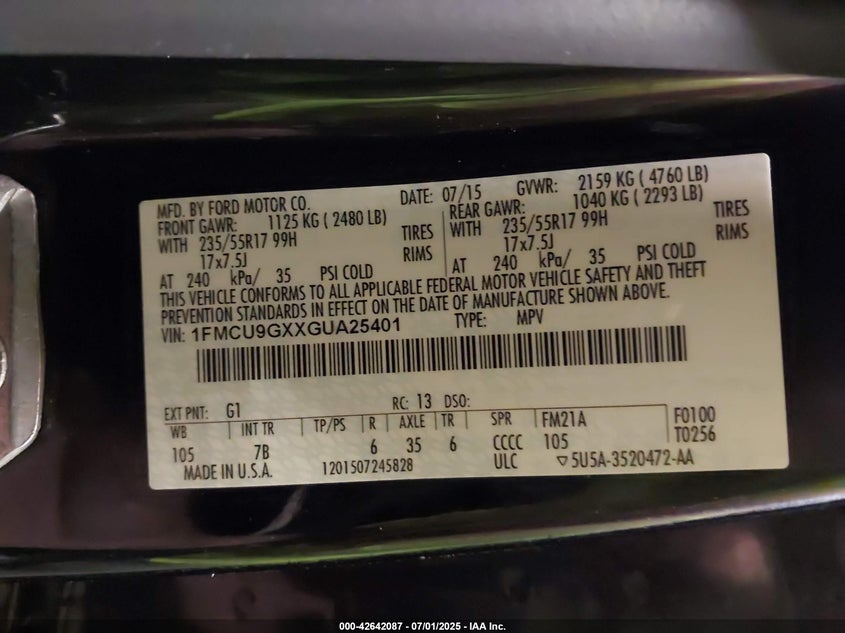 MFD. BY FORD MOTOR CO. DATE: 07/15 GVWR: 2159 KG ( 4760 LB)
FRONT GAWR: 1125 KG ( 2480 LB) REAR GAWR: 1040 KG ( 2293 LB)
WITH 235/55R17 99H TIRES WITH 235/55R17 99H TIRES
17x7.5J RIMS 17x7.5J RIMS
AT 240 kPa/ 35 PSI COLD AT 240 kPa/ 35 PSI COLD
THIS VEHICLE CONFORMS TO ALL APPLICABLE FEDERAL MOTOR VEHICLE SAFETY AND THEFT
PREVENTION STANDARDS IN EFFECT ON THE DATE OF MANUFACTURE SHOWN ABOVE.
VIN: 1FMCU9GXXGUA25401 TYPE: MPV
EXT PNT: G1 RC: 13 DSO:
WB INT TR TP/PS R AXLE TR SPR FM21A F0100
105 7B 6 35 6 CCCC 105 T0256
MADE IN U.S.A. 1201507245828 ULC ▽5U5A-3520472-AA
000-42642087 - 07/01/2025 - IAA Inc.